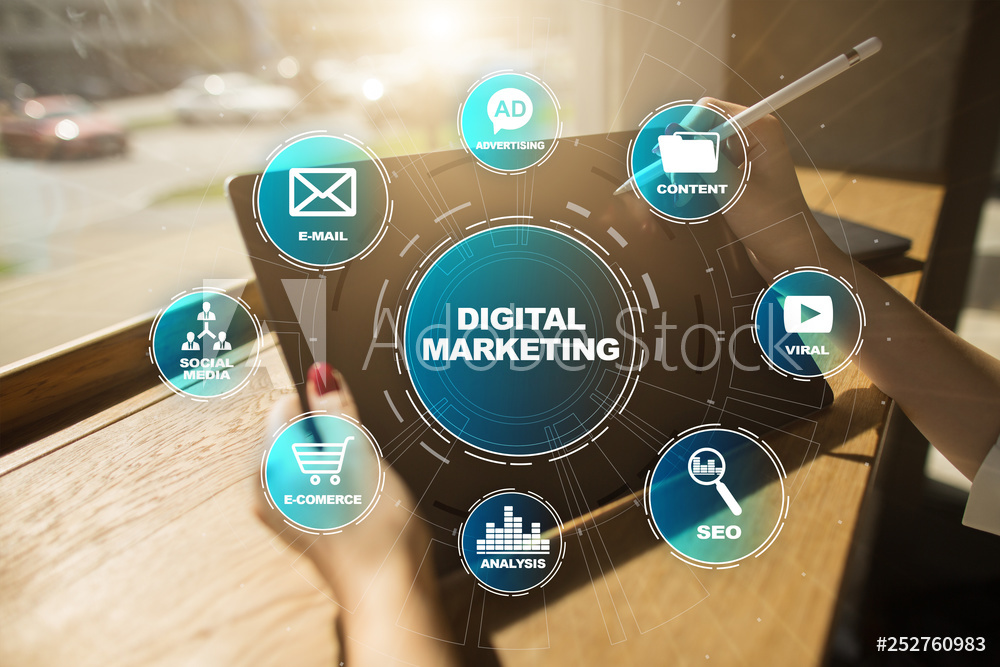 AD
ADVERTISING
CONTENT
E-MAIL
DIGITAL
MARKETING
VIRAL
SOCIAL
MEDIA
E-COMERCE
SEO
ANALYSIS
Adobe Stock
#252760983